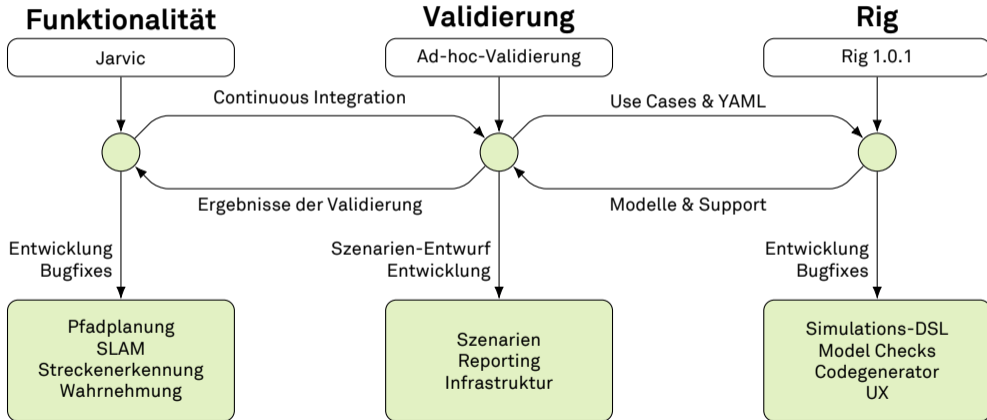 Funktionalität
Validierung
Rig
Jarvic
Ad-hoc-Validierung
Rig 1.0.1
Continuous Integration
Use Cases & YAML
Ergebnisse der Validierung
Modelle & Support
Entwicklung
Bugfixes
Szenarien-Entwurf
Entwicklung
Entwicklung
Bugfixes
Pfadplanung
SLAM
Streckenerkennung
Wahrnehmung
Szenarien
Reporting
Infrastruktur
Simulations-DSL
Model Checks
Codegenerator
UX